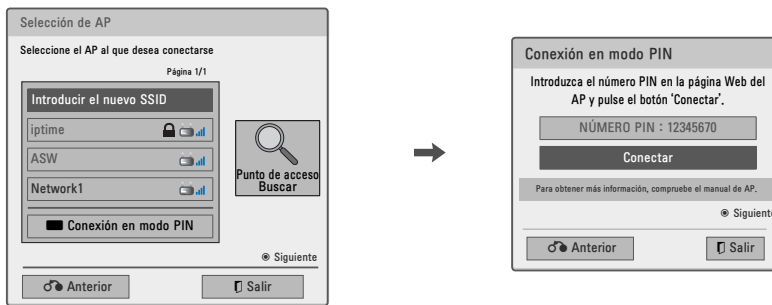 Selección de AP
Seleccione el AP al que desea conectarse
Página 1/1
Introducir el nuevo SSID
iptime
ASW
Network1
Conexión en modo PIN
Punto de acceso
Buscar
Siguiente
Anterior
Salir
Conexión en modo PIN
Introduzca el número PIN en la página Web del
AP y pulse el botón ‘Conectar’.
NÚMERO PIN : 12345670
Conectar
Para obtener más información, compruebe el manual de AP.
Siguiente
Anterior
Salir